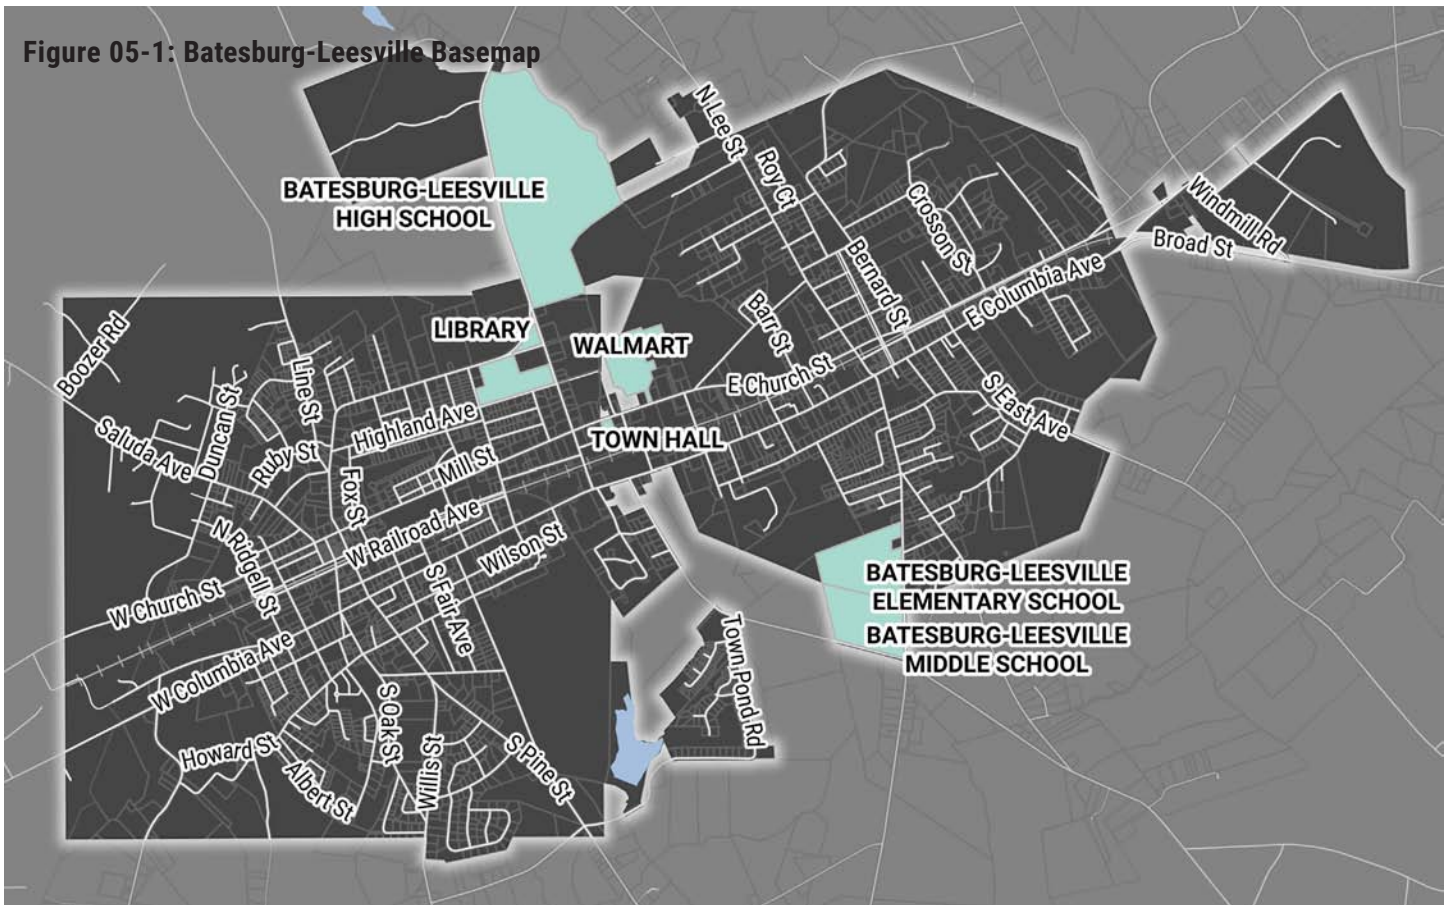 Figure 05-1: Batesburg-Leesville Basemap
N Lee St
Roy Ct
BATESBURG-LEESVILLE
HIGH SCHOOL
Crosson St
Windmill Rd
Broad St
Bernard St
E Columbia Ave
Boozer Rd
LIBRARY
WALMART
Barr St
Line St
E Church St
Duncan St
Highland Ave
S East Ave
Saluda Ave
Ruby St
Mill St
TOWN HALL
Fox St
W Railroad Ave
Wilson St
N Ridgell St
S Fair Ave
W Church St
BATESBURG-LEESVILLE
ELEMENTARY SCHOOL
BATESBURG-LEESVILLE
MIDDLE SCHOOL
W Columbia Ave
Town Pond Rd
S Oak St
Howard St
Albert St
Willis St
S Pine St